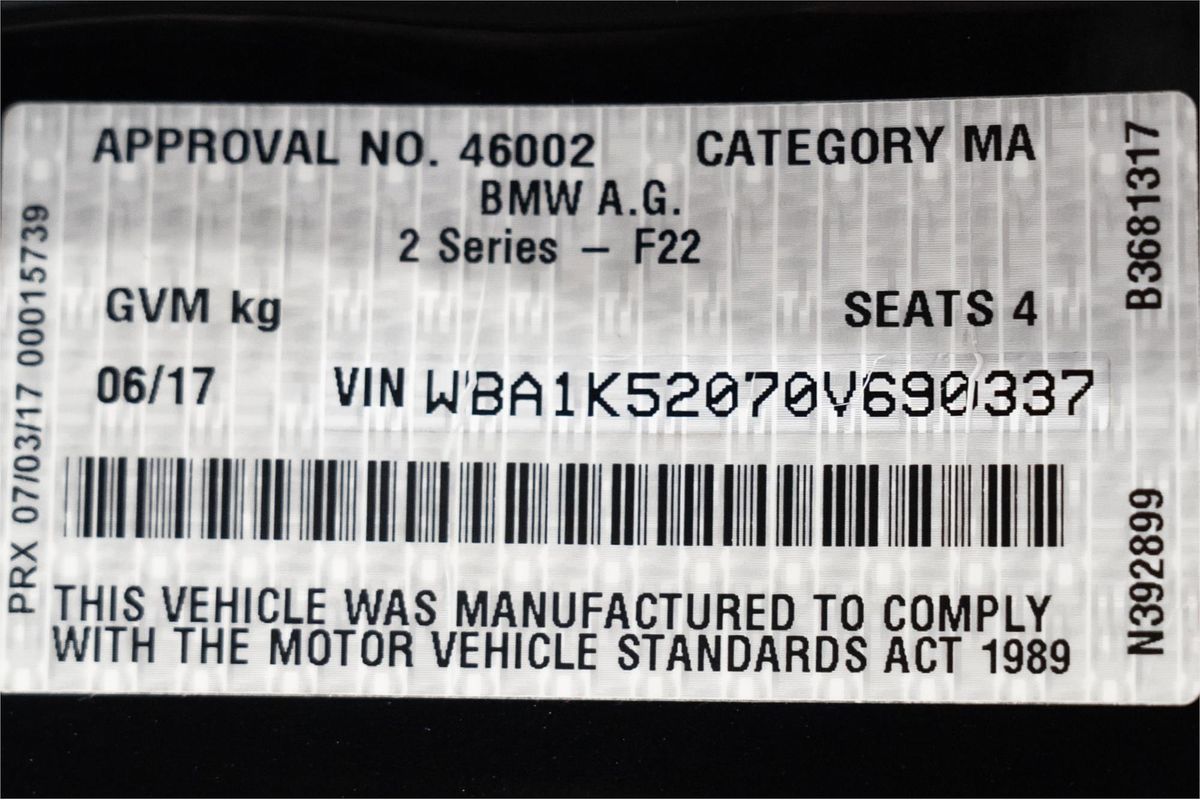 APPROVAL NO. 46002 CATEGORY MA
BMW A.G.
2 Series – F22
GVM kg SEATS 4
06/17 VIN WBA1K52070V690337
THIS VEHICLE WAS MANUFACTURED TO COMPLY
WITH THE MOTOR VEHICLE STANDARDS ACT 1989
PRX 07/03/17 00015739
B3681317
N392899